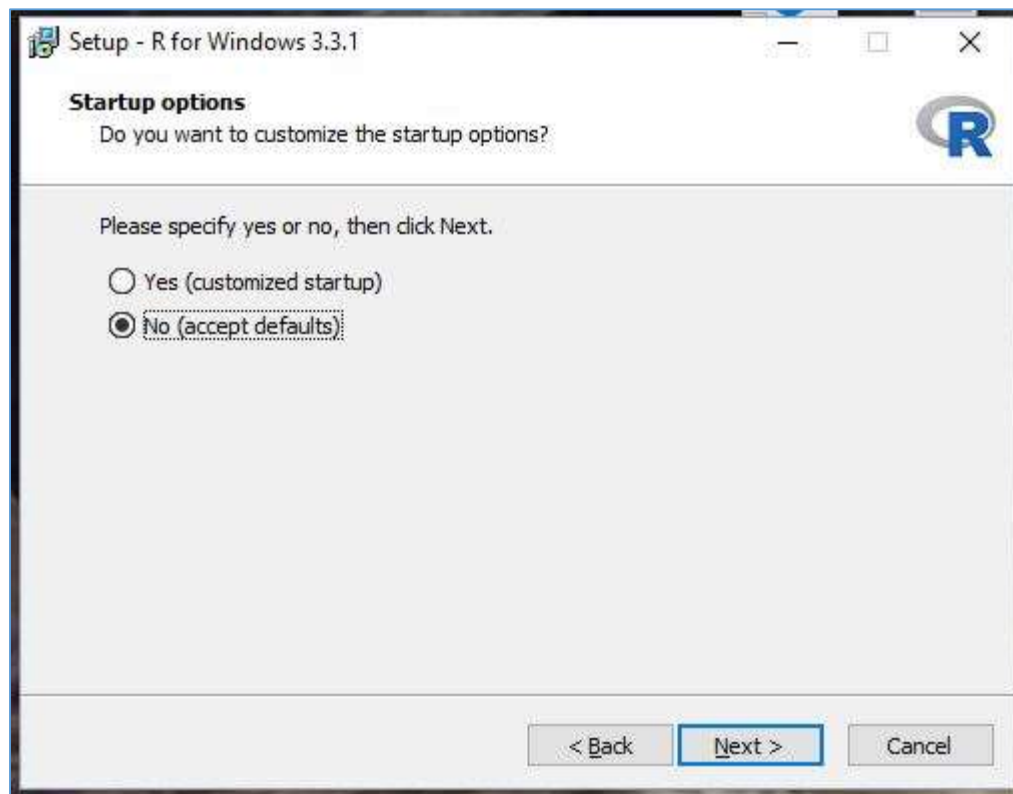 Setup - R for Windows 3.3.1
Startup options
Do you want to customize the startup options?
R
Please specify yes or no, then click Next.
Yes (customized startup)
No (accept defaults)
< Back
Next >
Cancel